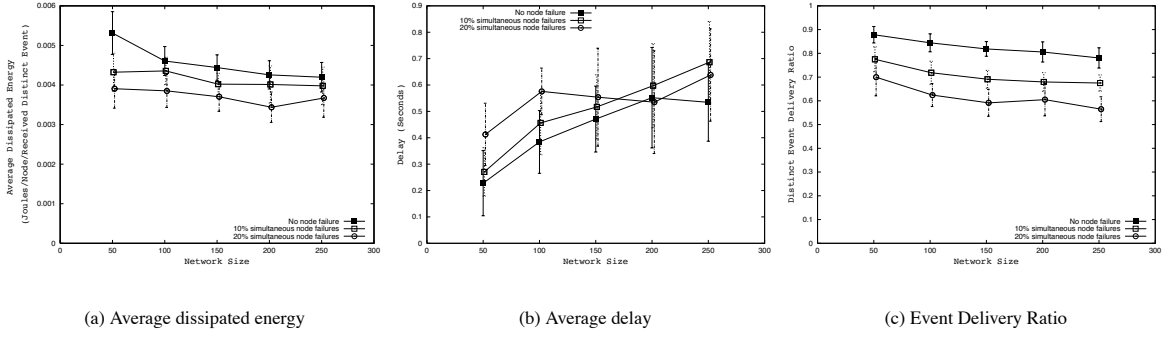 0.006
0.005
0.004
0.003
0.002
0.001
0
0 50 100 150 200 250 300
Average Dissipated Energy
(Joules/Node/Received Distinct Event)
Network Size
No node failure
10% simultaneous node failures
20% simultaneous node failures
(a) Average dissipated energy
0.9
0.8
0.7
0.6
0.5
0.4
0.3
0.2
0.1
0
0 50 100 150 200 250 300
Delay (Seconds)
Network Size
No node failure
10% simultaneous node failures
20% simultaneous node failures
(b) Average delay
1
0.9
0.8
0.7
0.6
0.5
0.4
0.3
0.2
0.1
0
0 50 100 150 200 250 300
Distinct Event Delivery Ratio
Network Size
No node failure
10% simultaneous node failures
20% simultaneous node failures
(c) Event Delivery Ratio